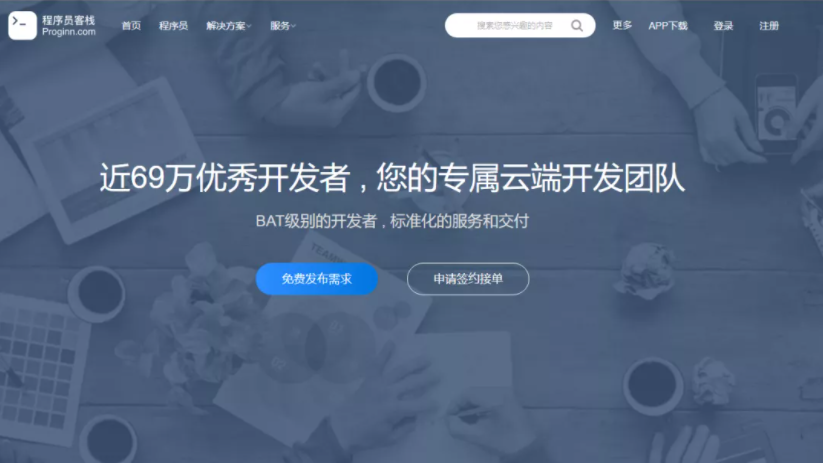 程序员客栈
Proginn.com
首页 程序员 解决方案 服务
搜索您感兴趣的内容
更多 APP下载 登录 注册
近69万优秀开发者，您的专属云端开发团队
BAT级别的开发者，标准化的服务和交付
免费发布需求 申请签约接单
TEAM